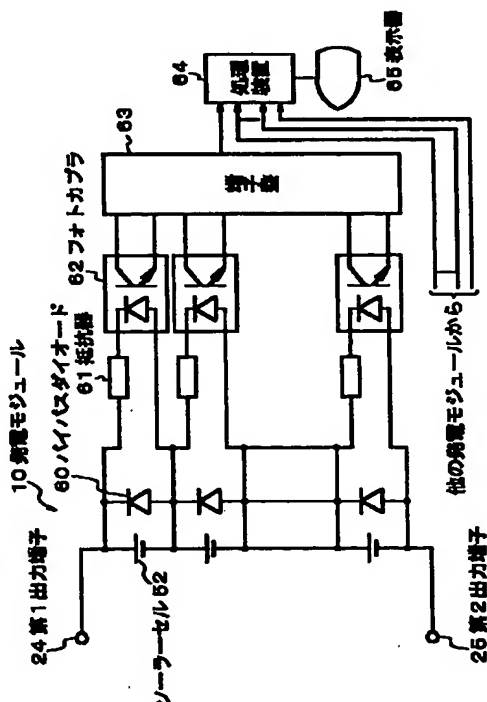 24 第1出力端子
10 発電モジュール
60 バイパスダイオード
61 抵抗器
62 フォトカプラ
63
64
端子盤
処理装置
65 表示器
ソーラーセル 52
25 第2出力端子
他の発電モジュールから